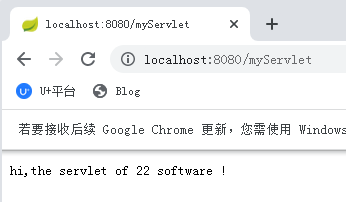 localhost:8080/myServlet
localhost:8080/myServlet
U+平台 Blog
若要接收后续 Google Chrome 更新，您需使用 Windows
hi,the servlet of 22 software !